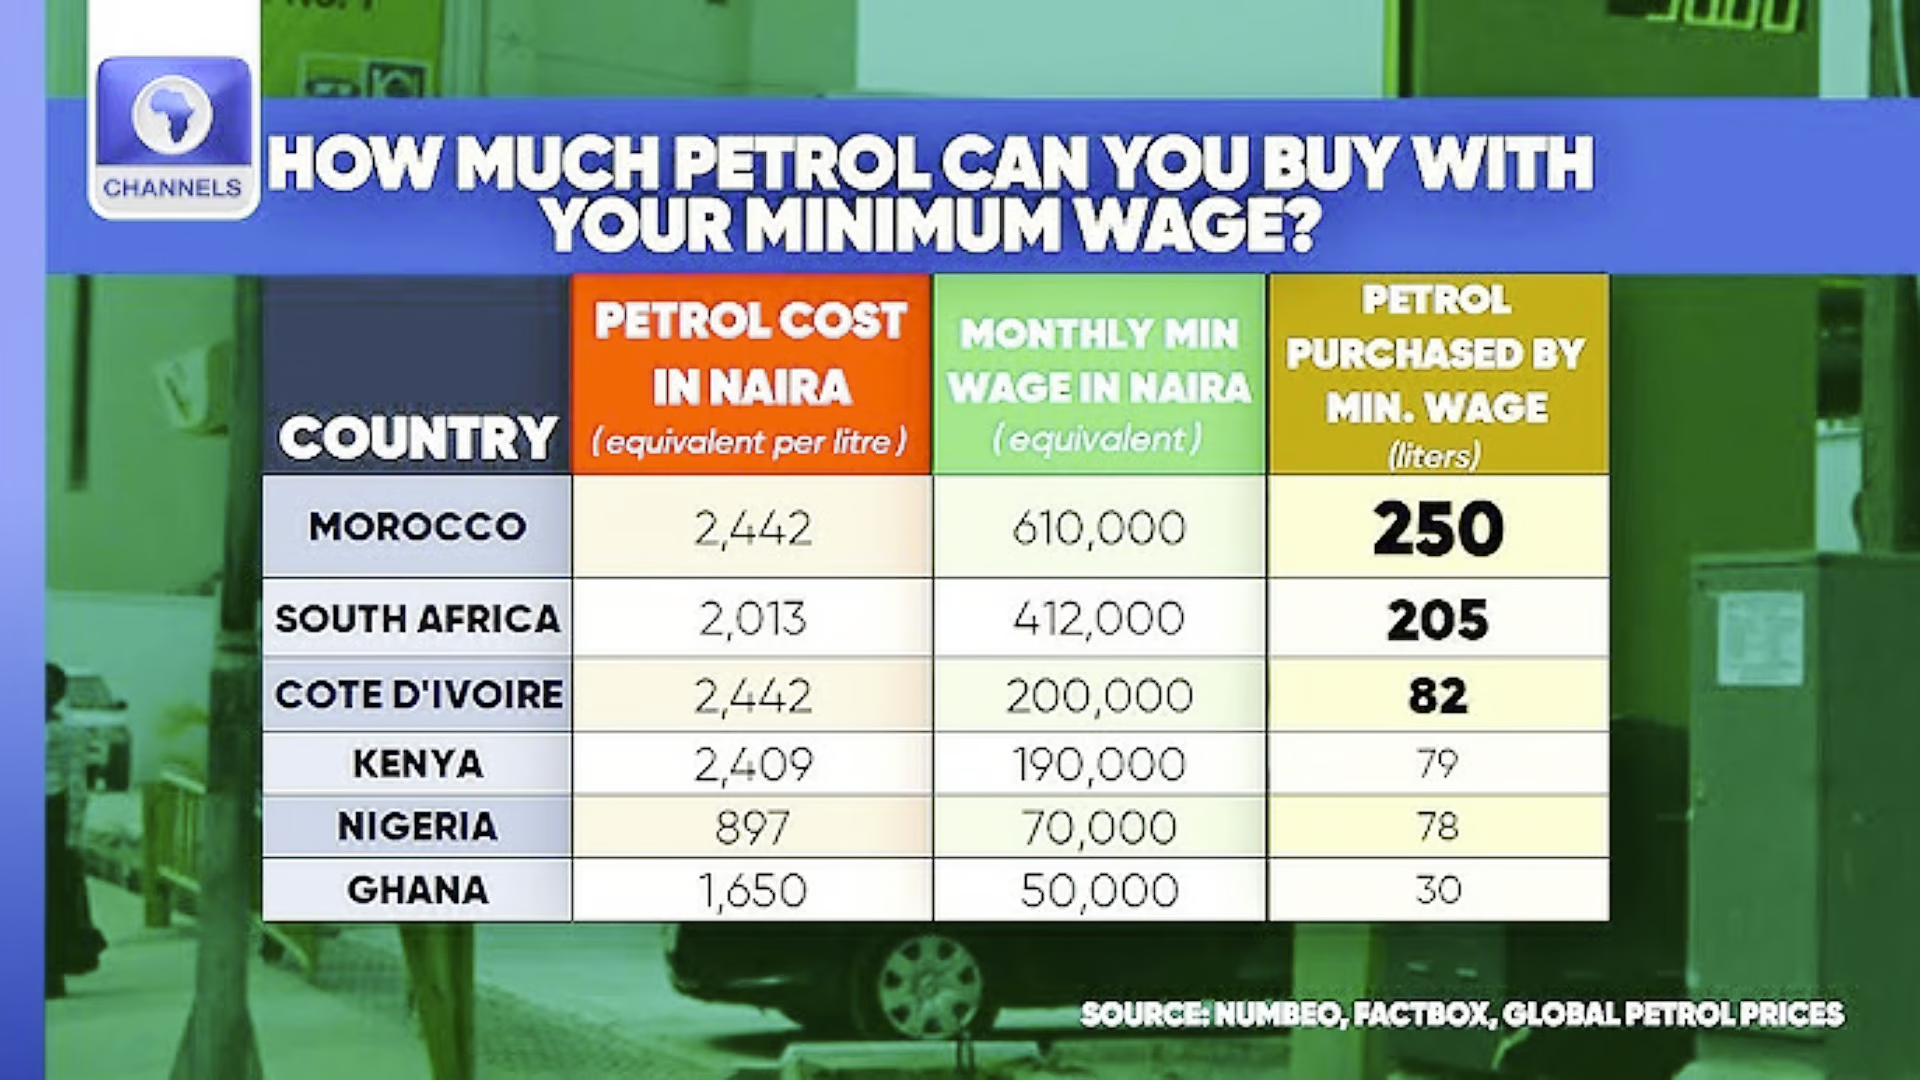 CHANNELS
HOW MUCH PETROL CAN YOU BUY WITH
YOUR MINIMUM WAGE?
COUNTRY
PETROL COST
IN NAIRA
(equivalent per litre)
MONTHLY MIN
WAGE IN NAIRA
(equivalent)
PETROL
PURCHASED BY
MIN. WAGE
(liters)
MOROCCO 2,442 610,000 250
SOUTH AFRICA 2,013 412,000 205
COTE D'IVOIRE 2,442 200,000 82
KENYA 2,409 190,000 79
NIGERIA 897 70,000 78
GHANA 1,650 50,000 30
SOURCE: NUMBEO, FACTBOX, GLOBAL PETROL PRICES